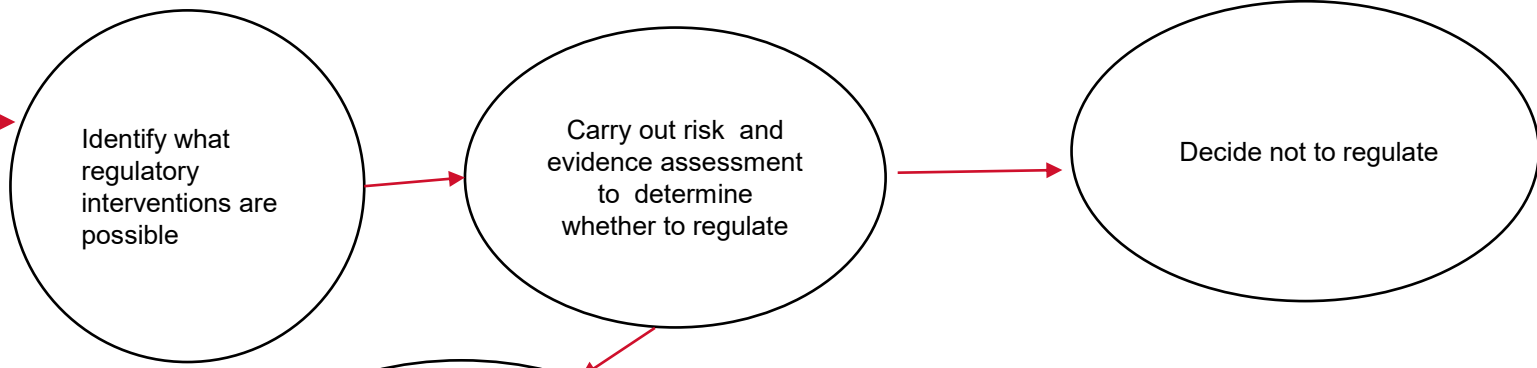 Identify what
regulatory
interventions are
possible
Carry out risk  and
evidence assessment
to  determine
whether to regulate
Decide not to regulate